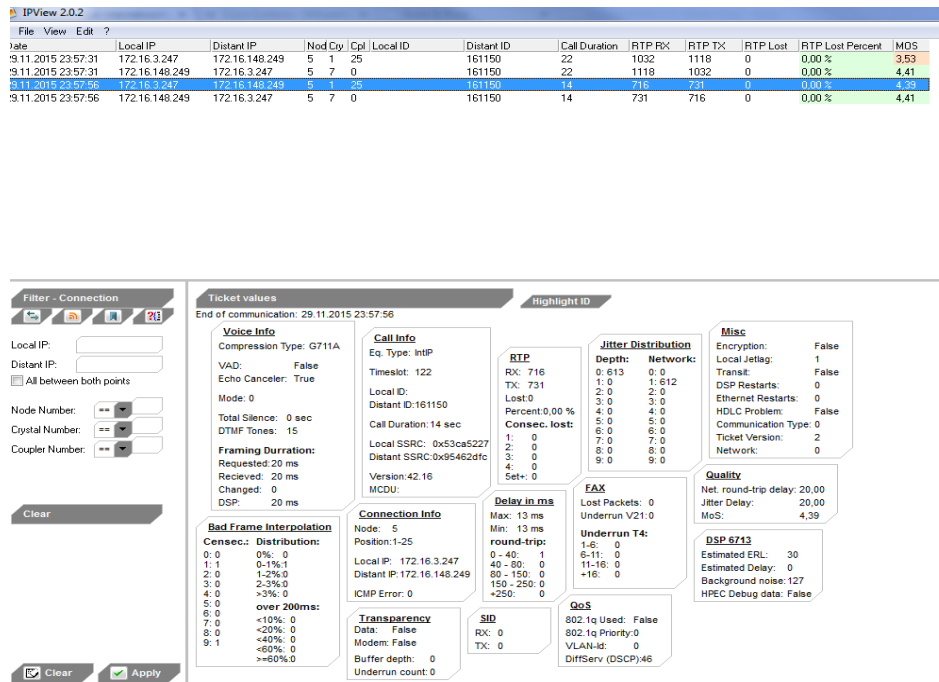 IPView 2.0.2
File View Edit ?
Date Local IP Distant IP Nod Cry Cpl Local ID Distant ID Call Duration RTP RX RTP TX RTP Lost RTP Lost Percent MOS
29.11.2015 23:57:31 172.16.3.247 172.16.148.249 5 1 25 161150 22 1032 1118 0 0,00 % 3,53
29.11.2015 23:57:31 172.16.148.249 172.16.3.247 5 7 0 161150 22 1118 1032 0 0,00 % 4,41
29.11.2015 23:57:56 172.16.3.247 172.16.148.249 5 1 25 161150 14 716 731 0 0,00 % 4,39
29.11.2015 23:57:56 172.16.148.249 172.16.3.247 5 7 0 161150 14 731 716 0 0,00 % 4,41
Filter - Connection
Local IP:
Distant IP:
All between both points
Node Number: ==
Crystal Number: ==
Coupler Number: ==
Clear
Clear Apply
Ticket values
Highlight ID
End of communication: 29.11.2015 23:57:56
Voice Info
Compression Type: G711A
VAD: False
Echo Canceler: True
Mode: 0
Total Silence: 0 sec
DTMF Tones: 15
Framing Durration:
Requested: 20 ms
Recieved: 20 ms
Changed: 0
DSP: 20 ms
Call Info
Eq. Type: IntIP
Timeslot: 122
Local ID:
Distant ID:161150
Call Duration:14 sec
Local SSRC: 0x53ca5227
Distant SSRC:0x95462dfc
Version:42.16
MCDU:
RTP
RX: 716
TX: 731
Lost:0
Percent:0,00 %
Consec. lost:
1: 0
2: 0
3: 0
4: 0
5et+: 0
Jitter Distribution
Depth: Network:
0: 613 0: 0
1: 0 1: 612
2: 0 2: 0
3: 0 3: 0
4: 0 4: 0
5: 0 5: 0
6: 0 6: 0
7: 0 7: 0
8: 0 8: 0
9: 0 9: 0
Misc
Encryption: False
Local Jetlag: 1
Transit: False
DSP Restarts: 0
Ethernet Restarts: 0
HDLC Problem: False
Communication Type: 0
Ticket Version: 2
Network: 0
Bad Frame Interpolation
Censec.: Distribution:
0: 0 0%: 0
1: 1 0-1%:1
2: 0 1-2%:0
3: 0 2-3%:0
4: 0 >3%: 0
5: 0 over 200ms:
6: 0 <10%: 0
7: 0 <20%: 0
8: 0 <40%: 0
9: 1 <60%: 0
>=60%:0
Connection Info
Node: 5
Position:1-25
Local IP: 172.16.3.247
Distant IP:172.16.148.249
ICMP Error: 0
Delay in ms
Max: 13 ms
Min: 13 ms
round-trip:
0 - 40: 1
40 - 80: 0
80 - 150: 0
150 - 250: 0
+250: 0
FAX
Lost Packets: 0
Underrun V21:0
Underrun T4:
1-6: 0
6-11: 0
11-16: 0
+16: 0
Quality
Net. round-trip delay: 20,00
Jitter Delay: 20,00
MoS: 4,39
DSP 6713
Estimated ERL: 30
Estimated Delay: 0
Background noise: 127
HPEC Debug data: False
Transparency
Data: False
Modem: False
Buffer depth: 0
Underrun count: 0
SID
RX: 0
TX: 0
QoS
802.1q Used: False
802.1q Priority:0
VLAN-Id: 0
DiffServ (DSCP):46